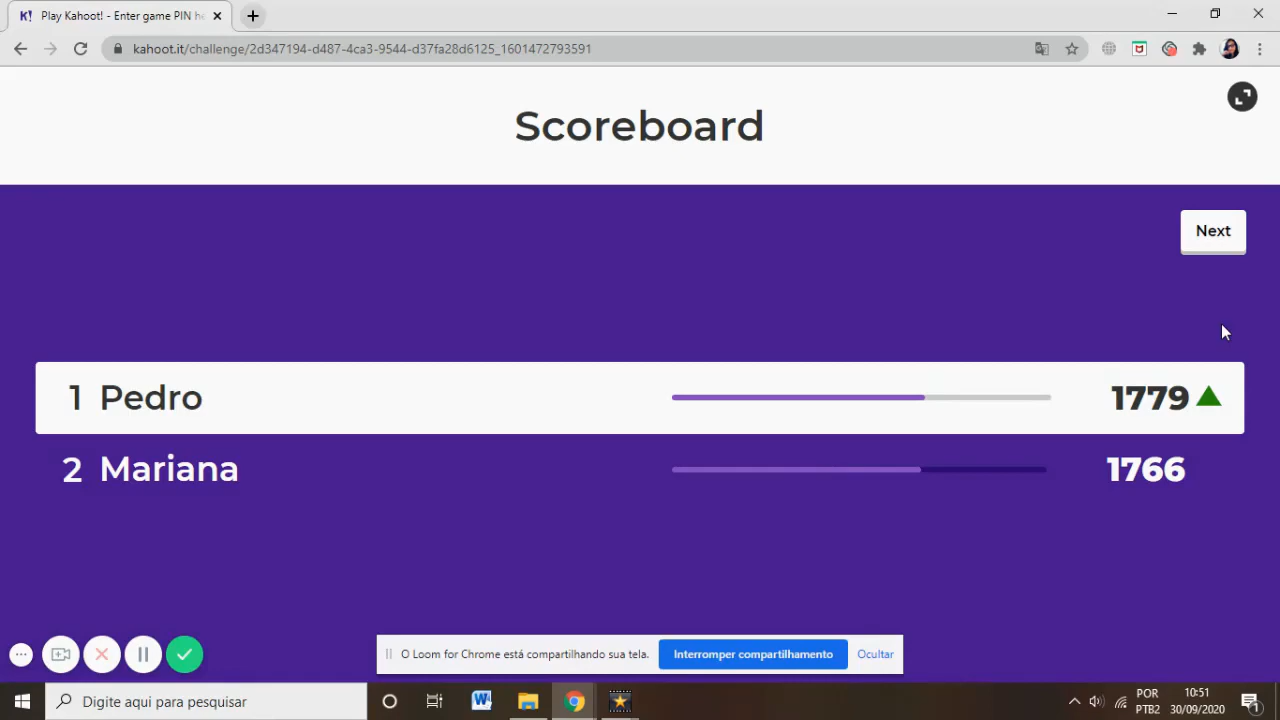 K! Play Kahoot! - Enter game PIN he
kahoot.it/challenge/2d347194-d487-4ca3-9544-d37fa28d6125_1601472793591
Scoreboard
Next
1 Pedro 1779
2 Mariana 1766
O Loom for Chrome está compartilhando sua tela. Interromper compartilhamento Ocultar
Digite aqui para pesquisar
POR 10:51
PTB2 30/09/2020 1